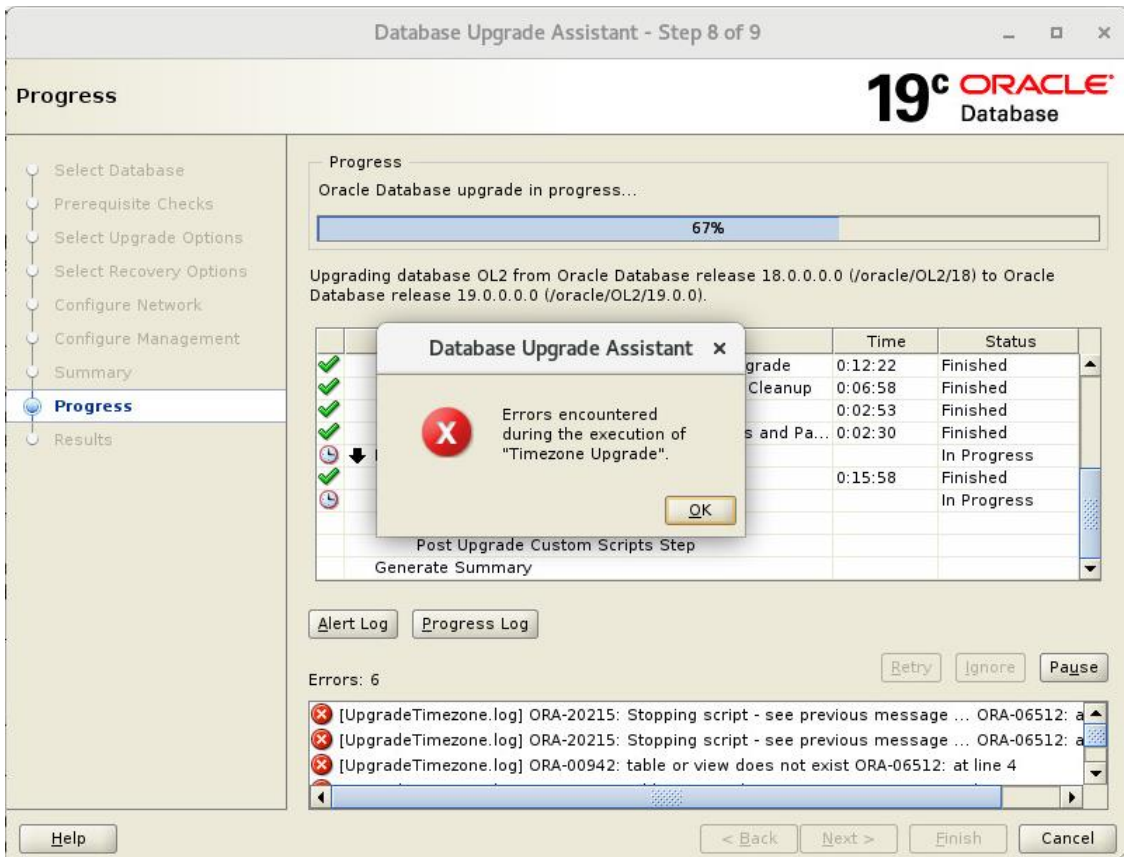 Database Upgrade Assistant - Step 8 of 9
Progress
19c ORACLE
Database
Select Database
Prerequisite Checks
Select Upgrade Options
Select Recovery Options
Configure Network
Configure Management
Summary
Progress
Results
Progress
Oracle Database upgrade in progress...
67%
Upgrading database OL2 from Oracle Database release 18.0.0.0.0 (/oracle/OL2/18) to Oracle
Database release 19.0.0.0.0 (/oracle/OL2/19.0.0).
Time Status
grade 0:12:22 Finished
Cleanup 0:06:58 Finished
0:02:53 Finished
s and Pa... 0:02:30 Finished
In Progress
0:15:58 Finished
In Progress
Post Upgrade Custom Scripts Step
Generate Summary
Database Upgrade Assistant
Errors encountered
during the execution of
"Timezone Upgrade".
OK
Alert Log Progress Log
Retry Ignore Pause
Errors: 6
[UpgradeTimezone.log] ORA-20215: Stopping script - see previous message ... ORA-06512: a
[UpgradeTimezone.log] ORA-20215: Stopping script - see previous message ... ORA-06512: a
[UpgradeTimezone.log] ORA-00942: table or view does not exist ORA-06512: at line 4
Help < Back Next > Finish Cancel